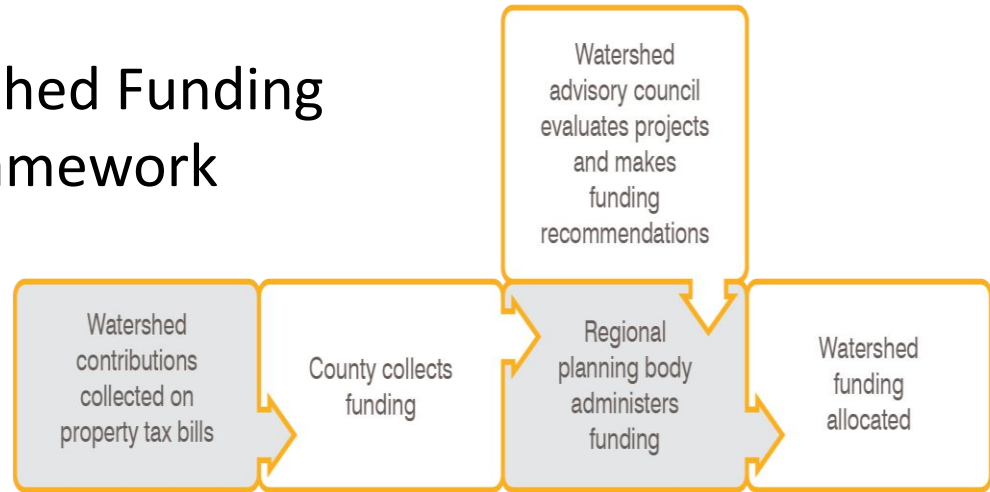 hed Funding
mework
Watershed
advisory council
evaluates projects
and makes
funding
recommendations
Watershed
contributions
collected on
property tax bills
County collects
funding
Regional
planning body
administers
funding
Watershed
funding
allocated